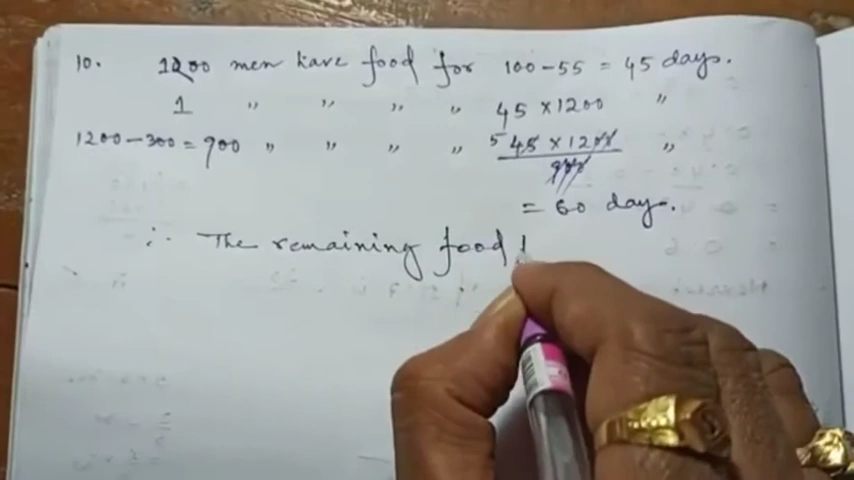 10. 1200 men have food for 100-55 = 45 days.
1 " " " " 45 × 1200 "
1200-300 = 900 " " " " 5 45 × 1200 "
900
= 60 days.
∴ The remaining food